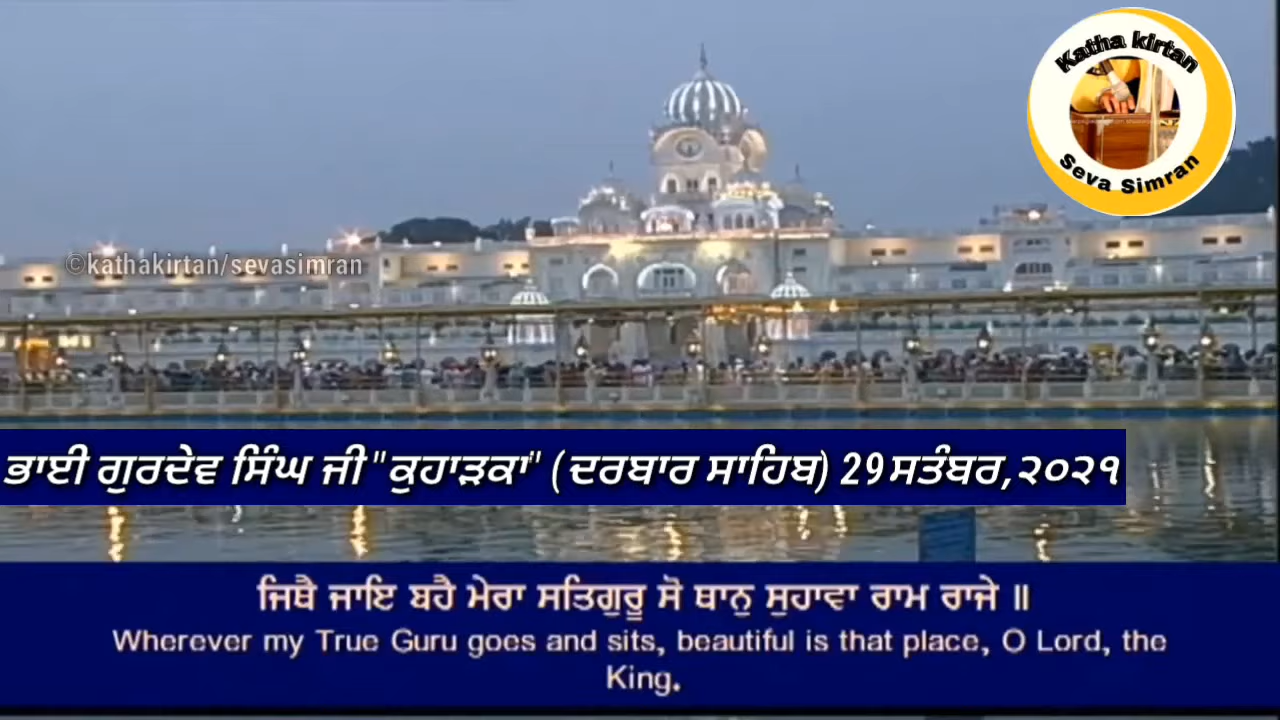 Katha kirtan
Seva Simran
©kathakirtan/sevasimran
ਭਾਈ ਗੁਰਦੇਵ ਸਿੰਘ ਜੀ "ਕੁਹਾੜਕਾ" (ਦਰਬਾਰ ਸਾਹਿਬ) 29 ਸਤੰਬਰ,੨੦੨੧
ਜਿਥੈ ਜਾਇ ਬਹੈ ਮੇਰਾ ਸਤਿਗੁਰੂ ਸੋ ਥਾਨੁ ਸੁਹਾਵਾ ਰਾਮ ਰਾਜੇ ॥
Wherever my True Guru goes and sits, beautiful is that place, O Lord, the
King.